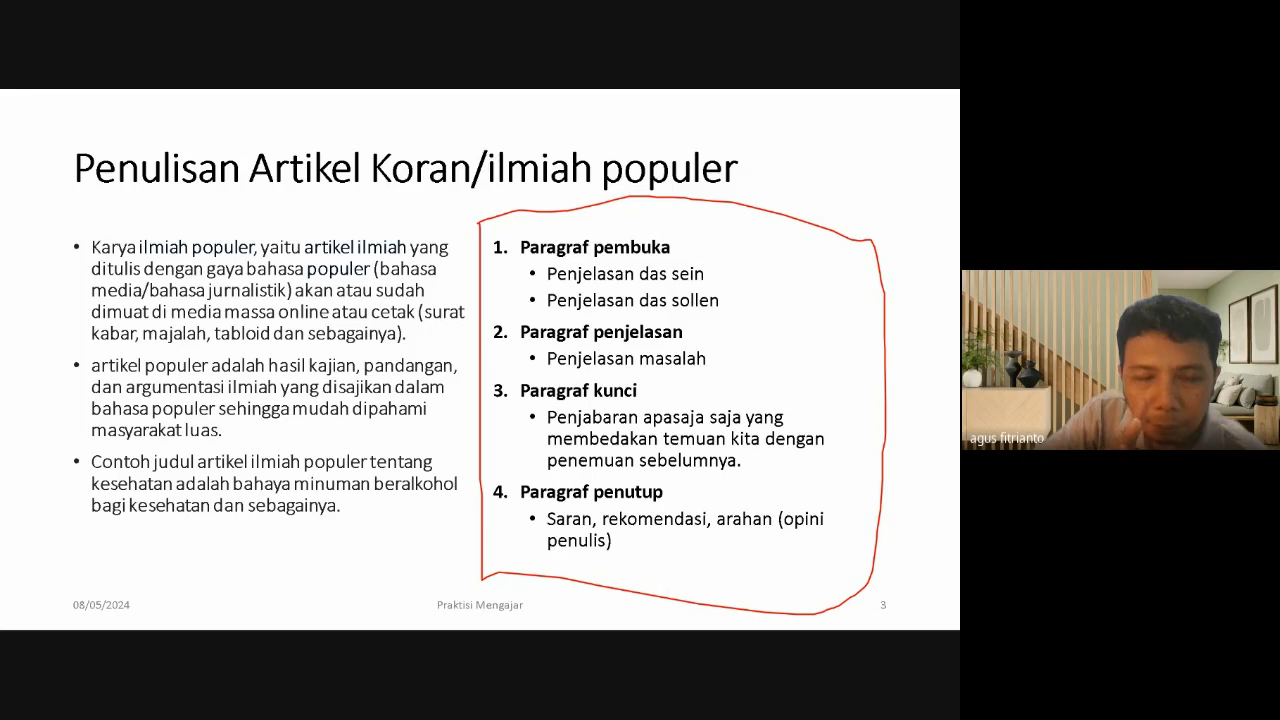 Penulisan Artikel Koran/ilmiah populer
• Karya ilmiah populer, yaitu artikel ilmiah yang
ditulis dengan gaya bahasa populer (bahasa
media/bahasa jurnalistik) akan atau sudah
dimuat di media massa online atau cetak (surat
kabar, majalah, tabloid dan sebagainya).
• artikel populer adalah hasil kajian, pandangan,
dan argumentasi ilmiah yang disajikan dalam
bahasa populer sehingga mudah dipahami
masyarakat luas.
• Contoh judul artikel ilmiah populer tentang
kesehatan adalah bahaya minuman beralkohol
bagi kesehatan dan sebagainya.
1. Paragraf pembuka
• Penjelasan das sein
• Penjelasan das sollen
2. Paragraf penjelasan
• Penjelasan masalah
3. Paragraf kunci
• Penjabaran apasaja saja yang
membedakan temuan kita dengan
penemuan sebelumnya.
4. Paragraf penutup
• Saran, rekomendasi, arahan (opini
penulis)
08/05/2024
Praktisi Mengajar
3
agus fitrianto